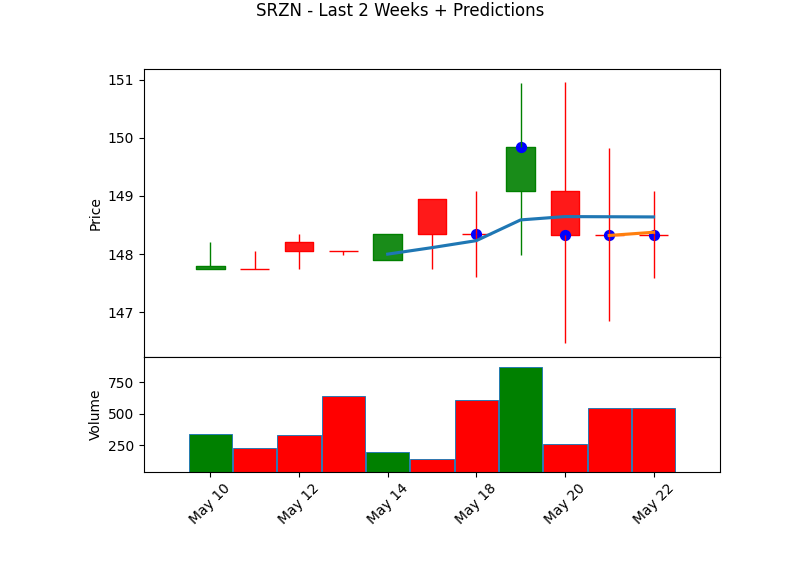 SRZN - Last 2 Weeks + Predictions
151
150
149
148
147
Price
750
500
250
Volume
May 10
May 12
May 14
May 18
May 20
May 22